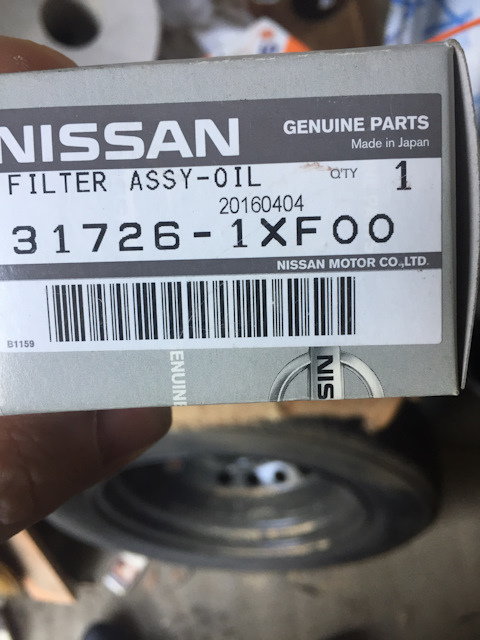 NISSAN
GENUINE PARTS
Made in Japan
FILTER ASSY-OIL
Q'TY 1
20160404
31726-1XF00
NISSAN MOTOR CO.,LTD.
B1159
ENUINE
NIS